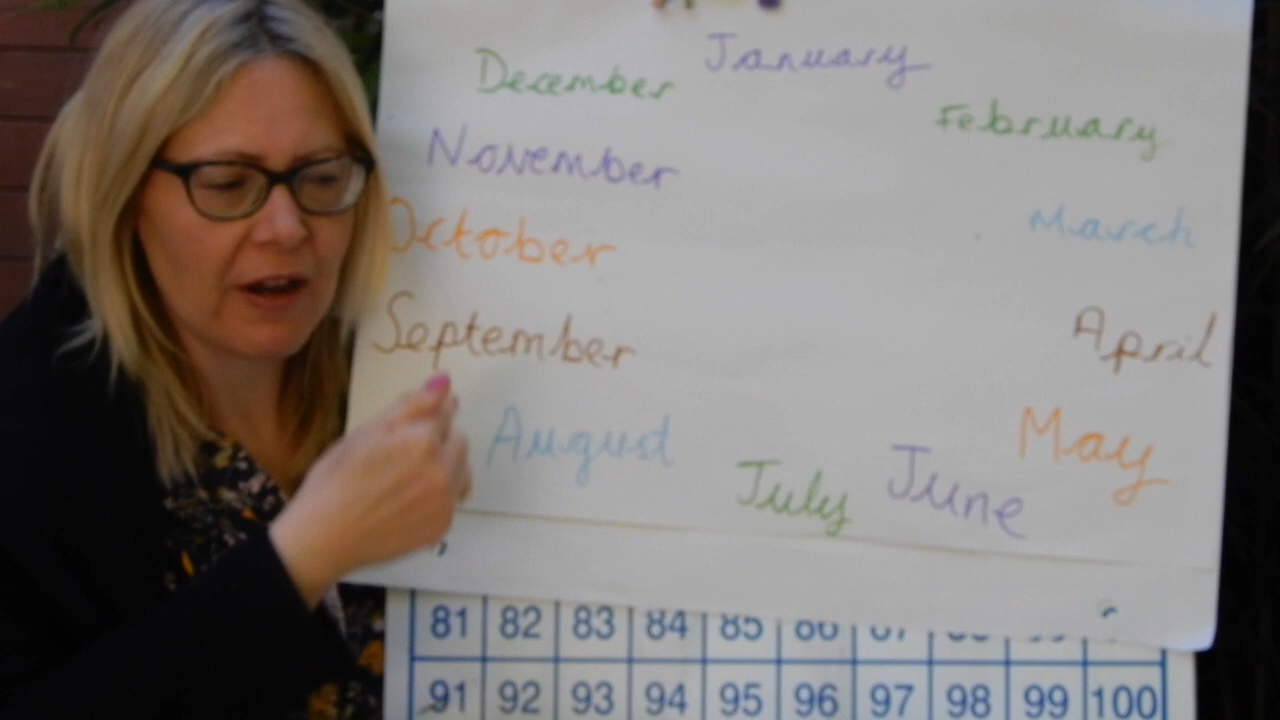 January
December
February
November
March
October
April
September
May
August
June
July
81 82 83 84 85 86
91 92 93 94 95 96 97 98 99 100